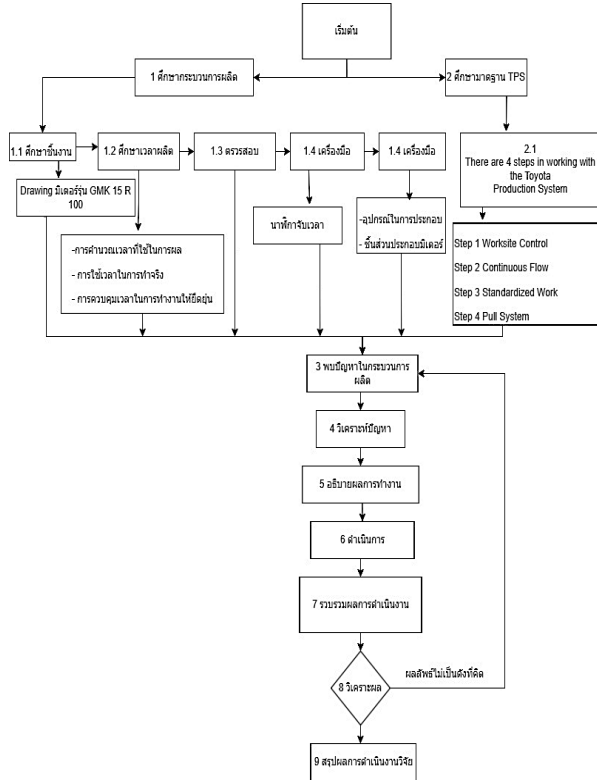 เริ่มต้น
1 ศึกษากระบวนการผลิต
2 ศึกษามาตฐาน TPS
1.1 ศึกษาชิ้นงาน
1.2 ศึกษาเวลาผลิต
1.3 ตรวรสอบ
1.4 เครื่องมือ
1.4 เครื่องมือ
2.1
There are 4 steps in working with
the Toyota
Production System
Drawing มิเตอร์รุ่น GMK 15 R
100
-การคำนวณเวลาที่ใช้ในการผล
- การใช้เวลาในการทำจริง
- การควบคุมเวลาในการทำงานให้ยืดยุ่น
นาฬิกาจับเวลา
-อุปกรณ์ในการประกอบ
- ชิ้นส่วนประกอบมิเตอร์
Step 1 Worksite Control
Step 2 Continuous Flow
Step 3 Standardized Work
Step 4 Pull System
3 พบปัญหาในกระบวนการ
ผลิต
4 วิเคราะห์ปัญหา
5 อธิบายผลการทำงาน
6 ดำเนินการ
7 รวบรวมผลการดำเนินงาน
8 วิเคราะผล
ผลลัพธ์ไม่เป็นดังที่คิด
9 สรุปผลการดำเนินงานวิจัย